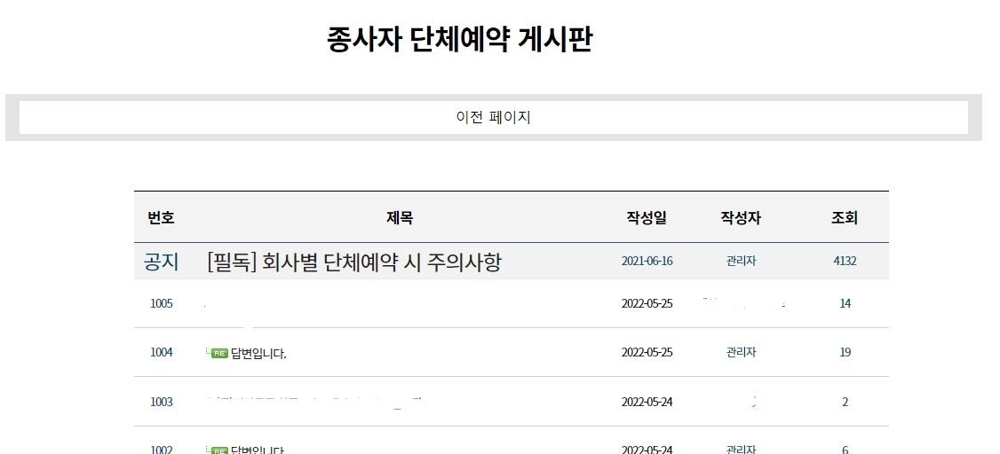 종사자 단체예약 게시판
이전 페이지
번호 제목 작성일 작성자 조회
공지 [필독] 회사별 단체예약 시 주의사항 2021-06-16 관리자 4132
1005 2022-05-25 14
1004 RE 답변입니다. 2022-05-25 관리자 19
1003 2022-05-24 2
1002 RE 답변입니다. 2022-05-24 관리자 6